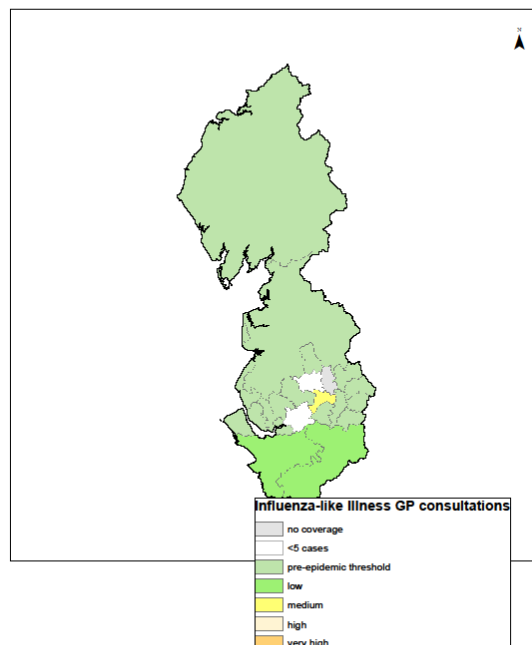 N
Influenza-like Illness GP consultations
no coverage
<5 cases
pre-epidemic threshold
low
medium
high
very high